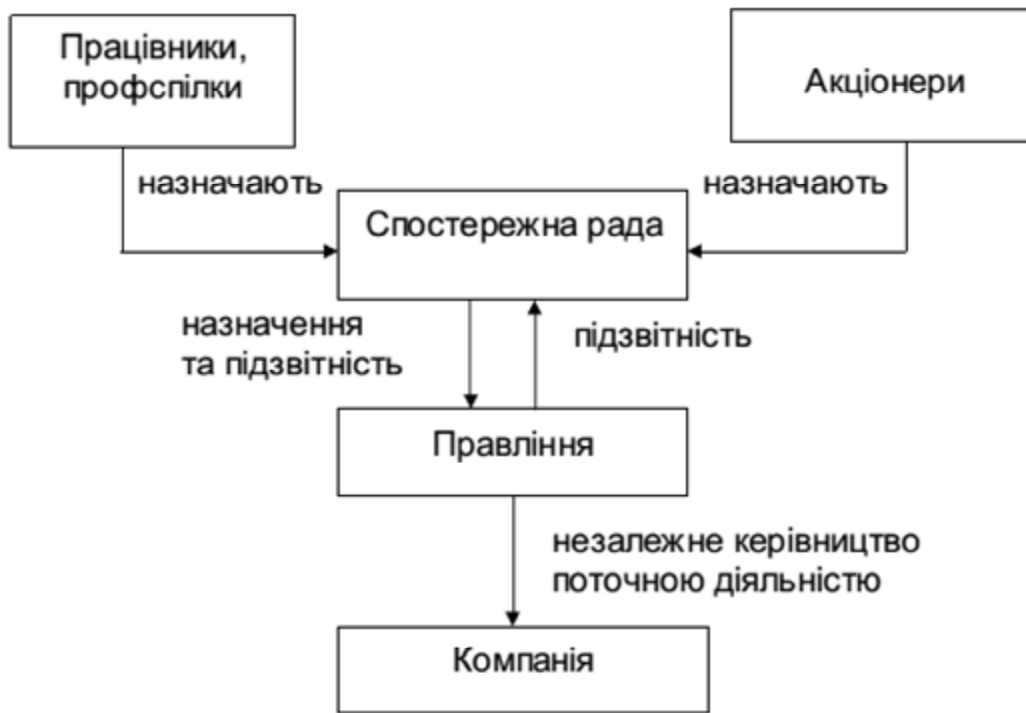 Працівники,
профспілки
Акціонери
назначають
назначають
Спостережна рада
назначення
та підзвітність
підзвітність
Правління
незалежне керівництво
поточною діяльністю
Компанія